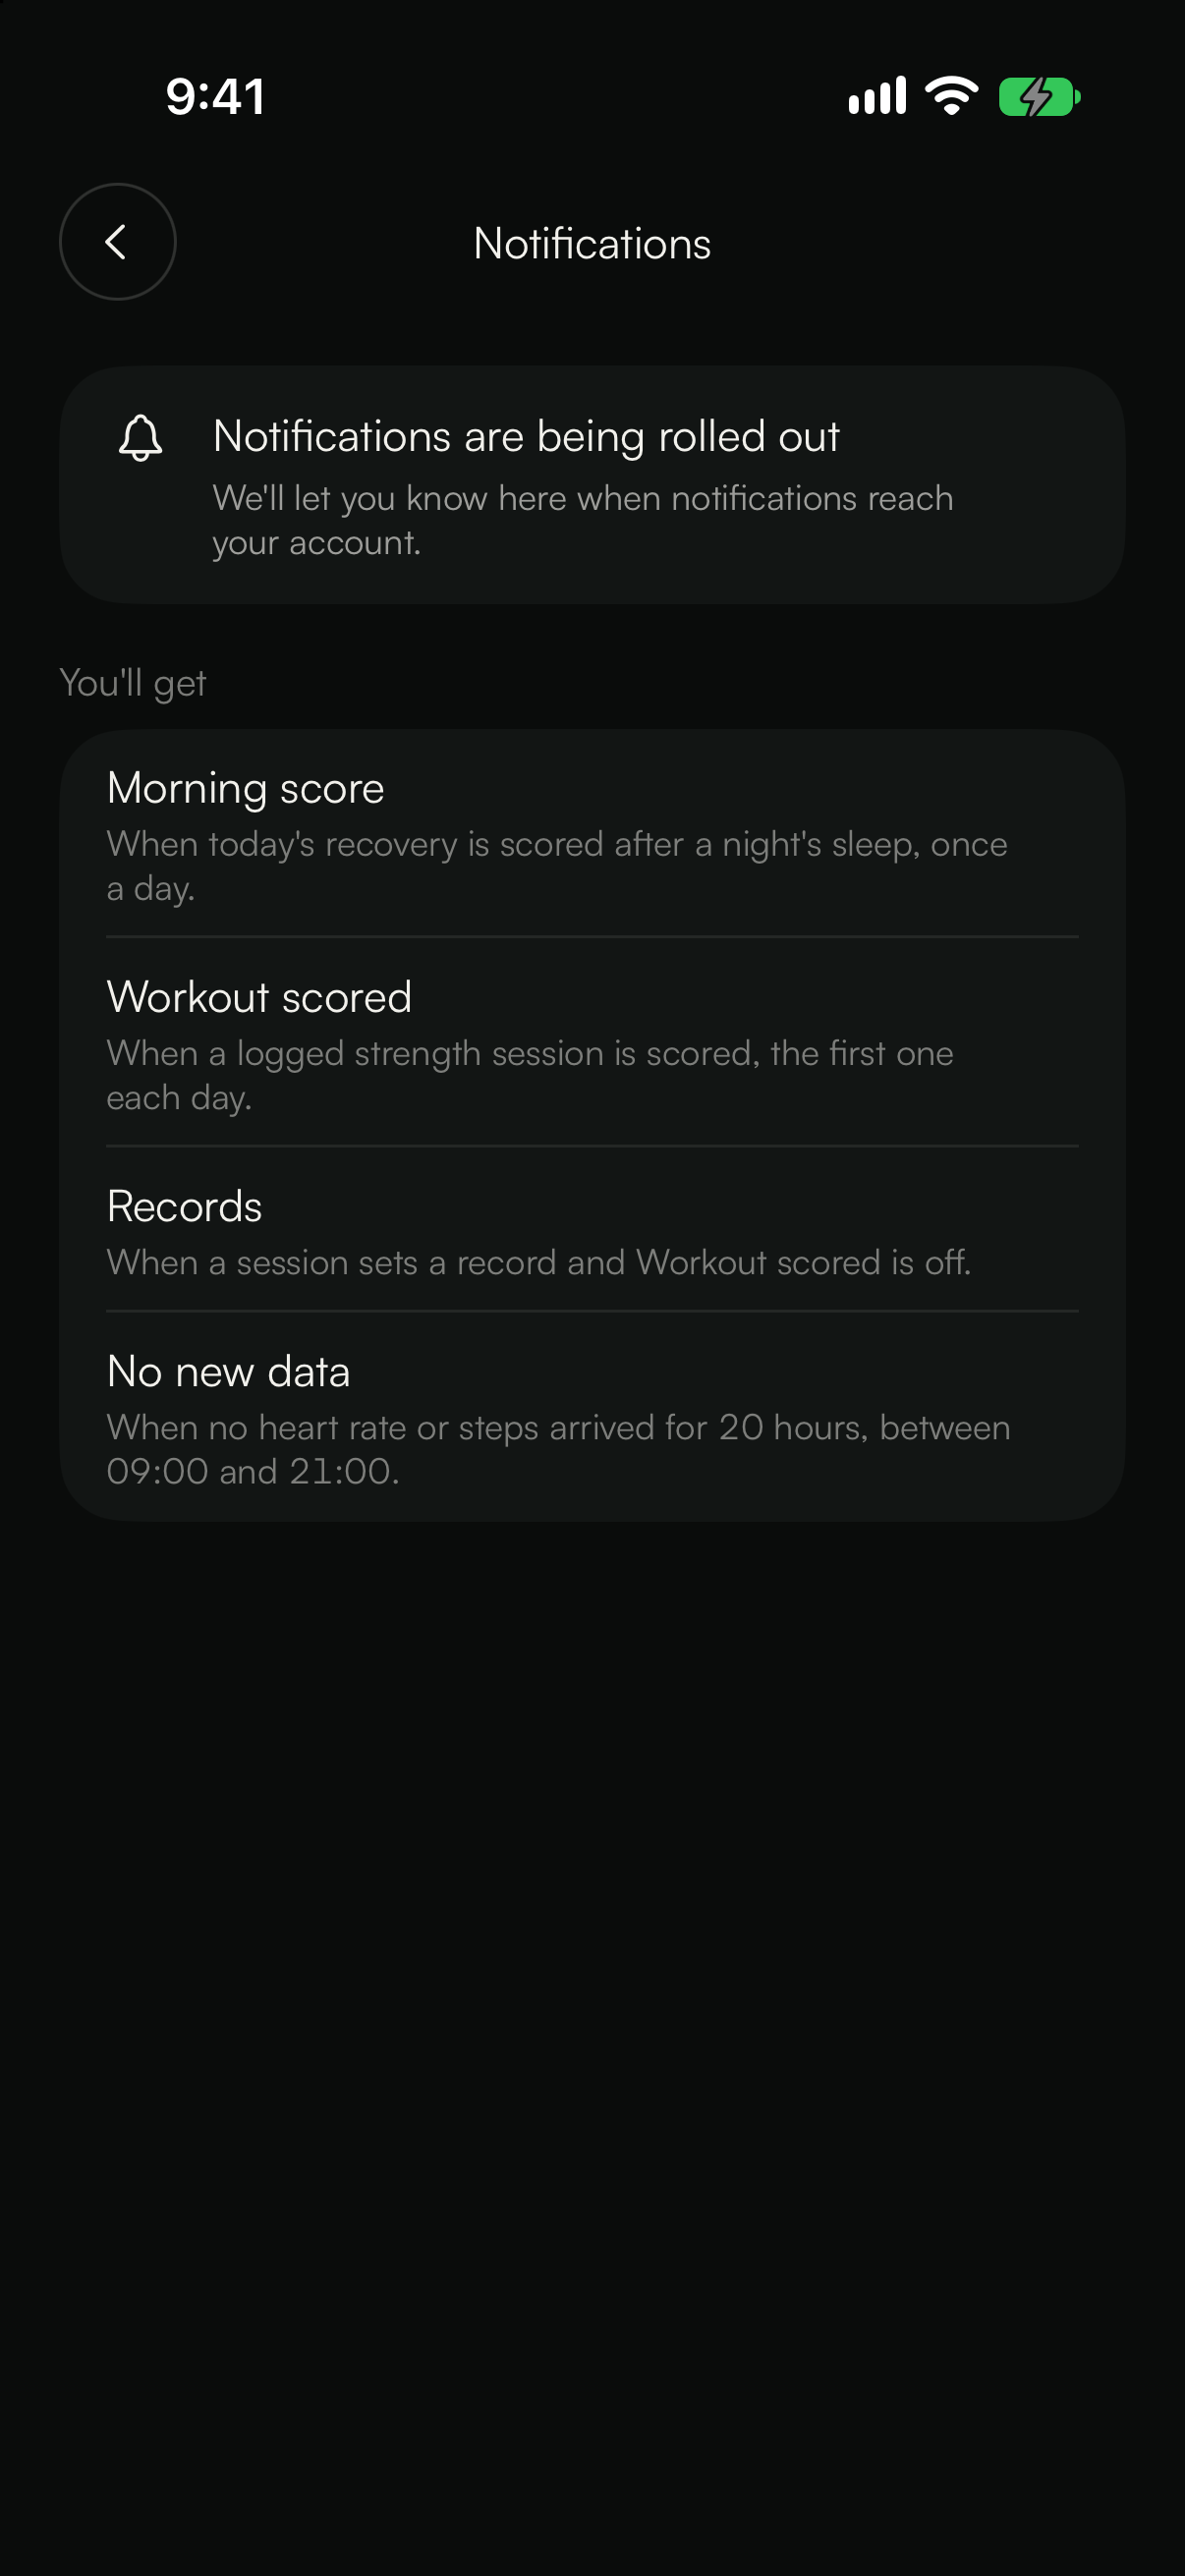 9:41
Notifications
Notifications are being rolled out
We'll let you know here when notifications reach
your account.
You'll get
Morning score
When today's recovery is scored after a night's sleep, once
a day.
Workout scored
When a logged strength session is scored, the first one
each day.
Records
When a session sets a record and Workout scored is off.
No new data
When no heart rate or steps arrived for 20 hours, between
09:00 and 21:00.